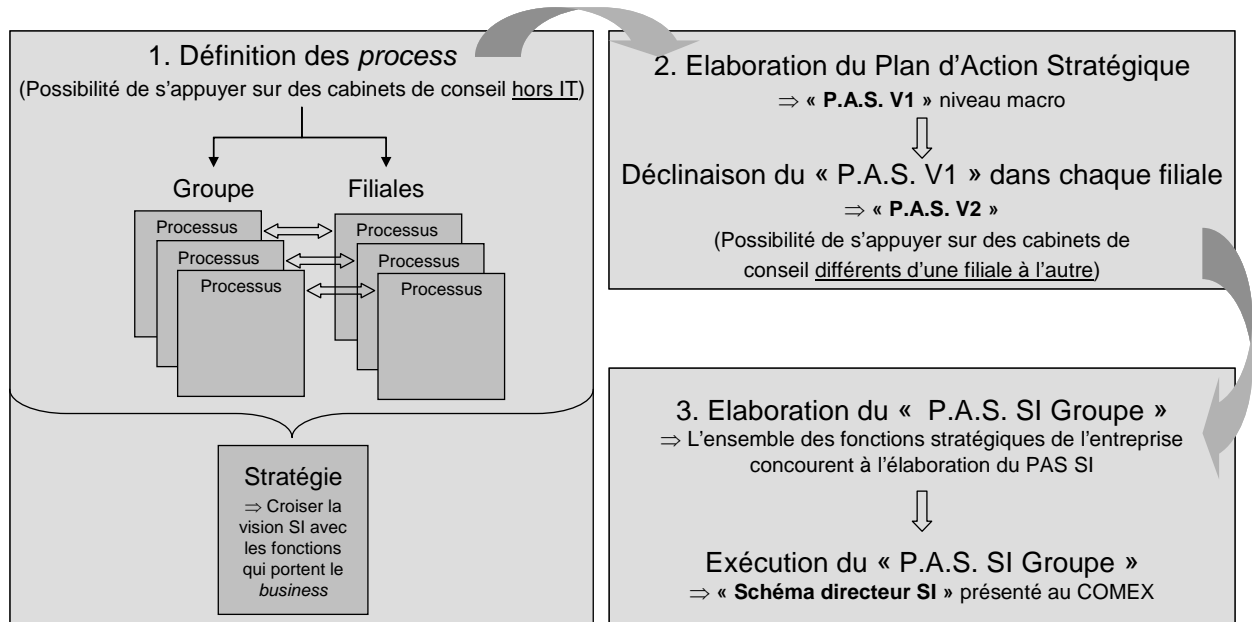 1. Définition des process
(Possibilité de s'appuyer sur des cabinets de conseil hors IT)
Groupe
Filiales
Processus
Processus
Processus
Processus
Processus
Processus
Stratégie
⇒ Croiser la
vision SI avec
les fonctions
qui portent le
business
2. Elaboration du Plan d'Action Stratégique
⇒ « P.A.S. V1 » niveau macro
Déclinaison du « P.A.S. V1 » dans chaque filiale
⇒ « P.A.S. V2 »
(Possibilité de s'appuyer sur des cabinets de
conseil différents d'une filiale à l'autre)
3. Elaboration du « P.A.S. SI Groupe »
⇒ L'ensemble des fonctions stratégiques de l'entreprise
concourent à l'élaboration du PAS SI
Exécution du « P.A.S. SI Groupe »
⇒ « Schéma directeur SI » présenté au COMEX